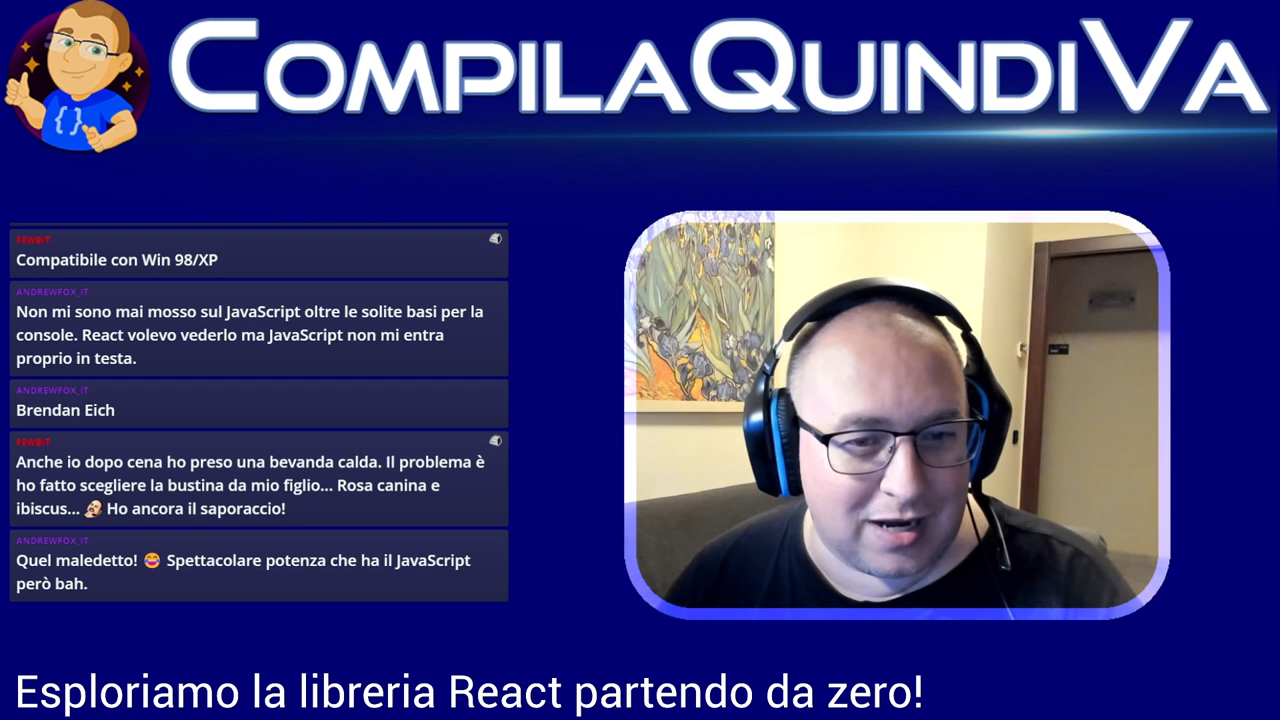 COMPILAQUINDIVA
{ }
FEWBIT
Compatibile con Win 98/XP
ANDREWFOX_IT
Non mi sono mai mosso sul JavaScript oltre le solite basi per la
console. React volevo vederlo ma JavaScript non mi entra
proprio in testa.
ANDREWFOX_IT
Brendan Eich
FEWBIT
Anche io dopo cena ho preso una bevanda calda. Il problema è
ho fatto scegliere la bustina da mio figlio... Rosa canina e
ibiscus... Ho ancora il saporaccio!
ANDREWFOX_IT
Quel maledetto! 😂 Spettacolare potenza che ha il JavaScript
però bah.
Esploriamo la libreria React partendo da zero!